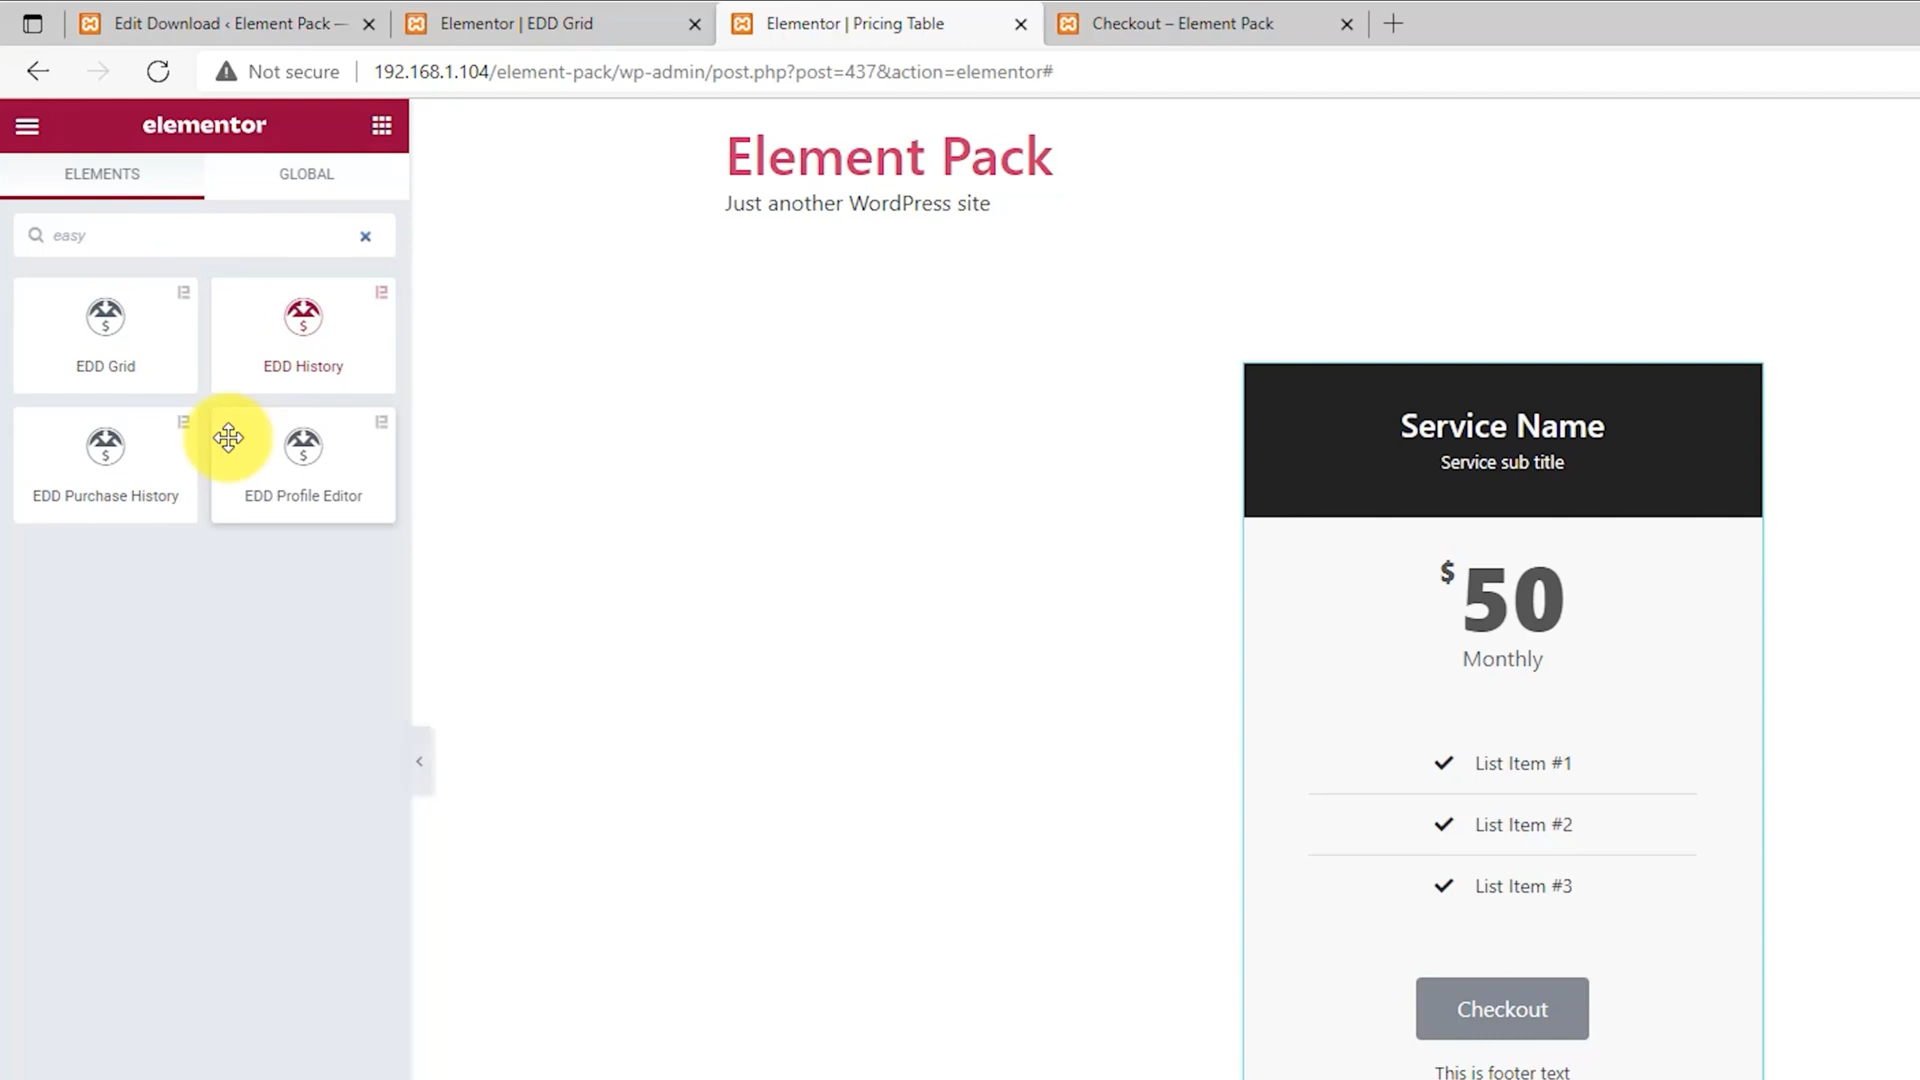 Edit Download ‹ Element Pack —
Elementor | EDD Grid
Elementor | Pricing Table
Checkout – Element Pack
Not secure
192.168.1.104/element-pack/wp-admin/post.php?post=437&action=elementor#
elementor
ELEMENTS
GLOBAL
easy
EDD Grid
EDD History
EDD Purchase History
EDD Profile Editor
Element Pack
Just another WordPress site
Service Name
Service sub title
$50
Monthly
List Item #1
List Item #2
List Item #3
Checkout
This is footer text